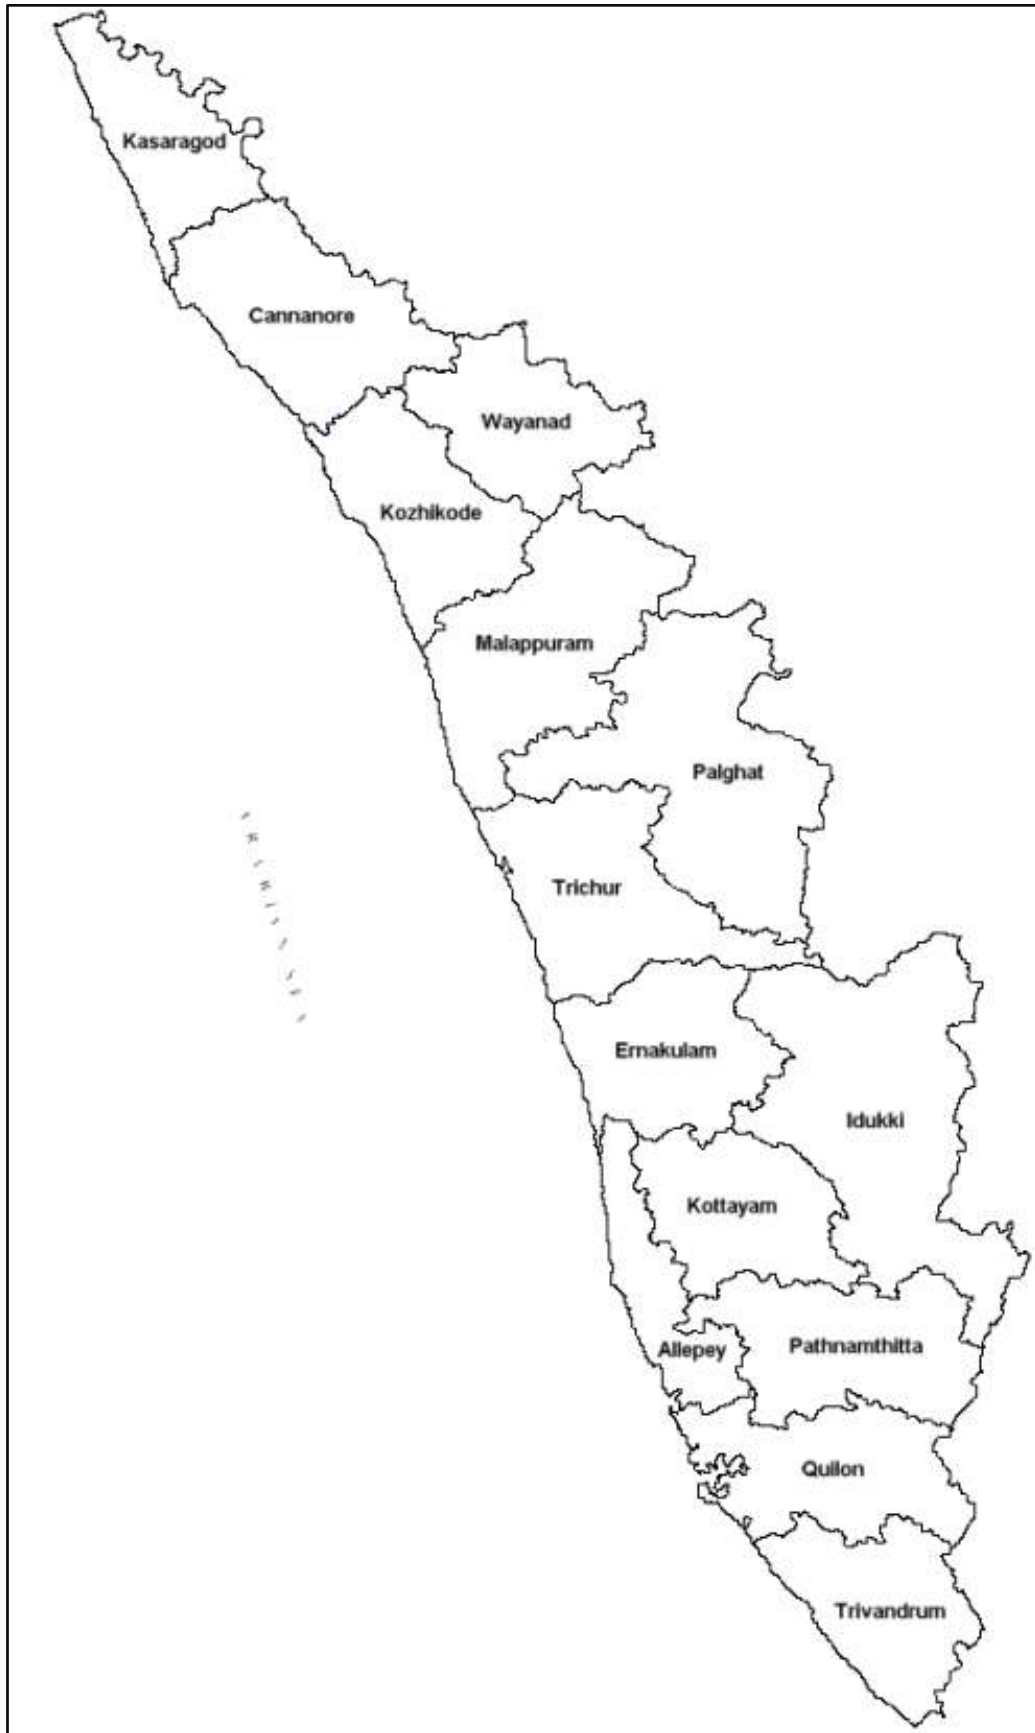 Kasaragod
Cannanore
Wayanad
Kozhikode
Malappuram
Palghat
Trichur
Ernakulam
Idukki
Kottayam
Pathnamthitta
Allepey
Quilon
Trivandrum